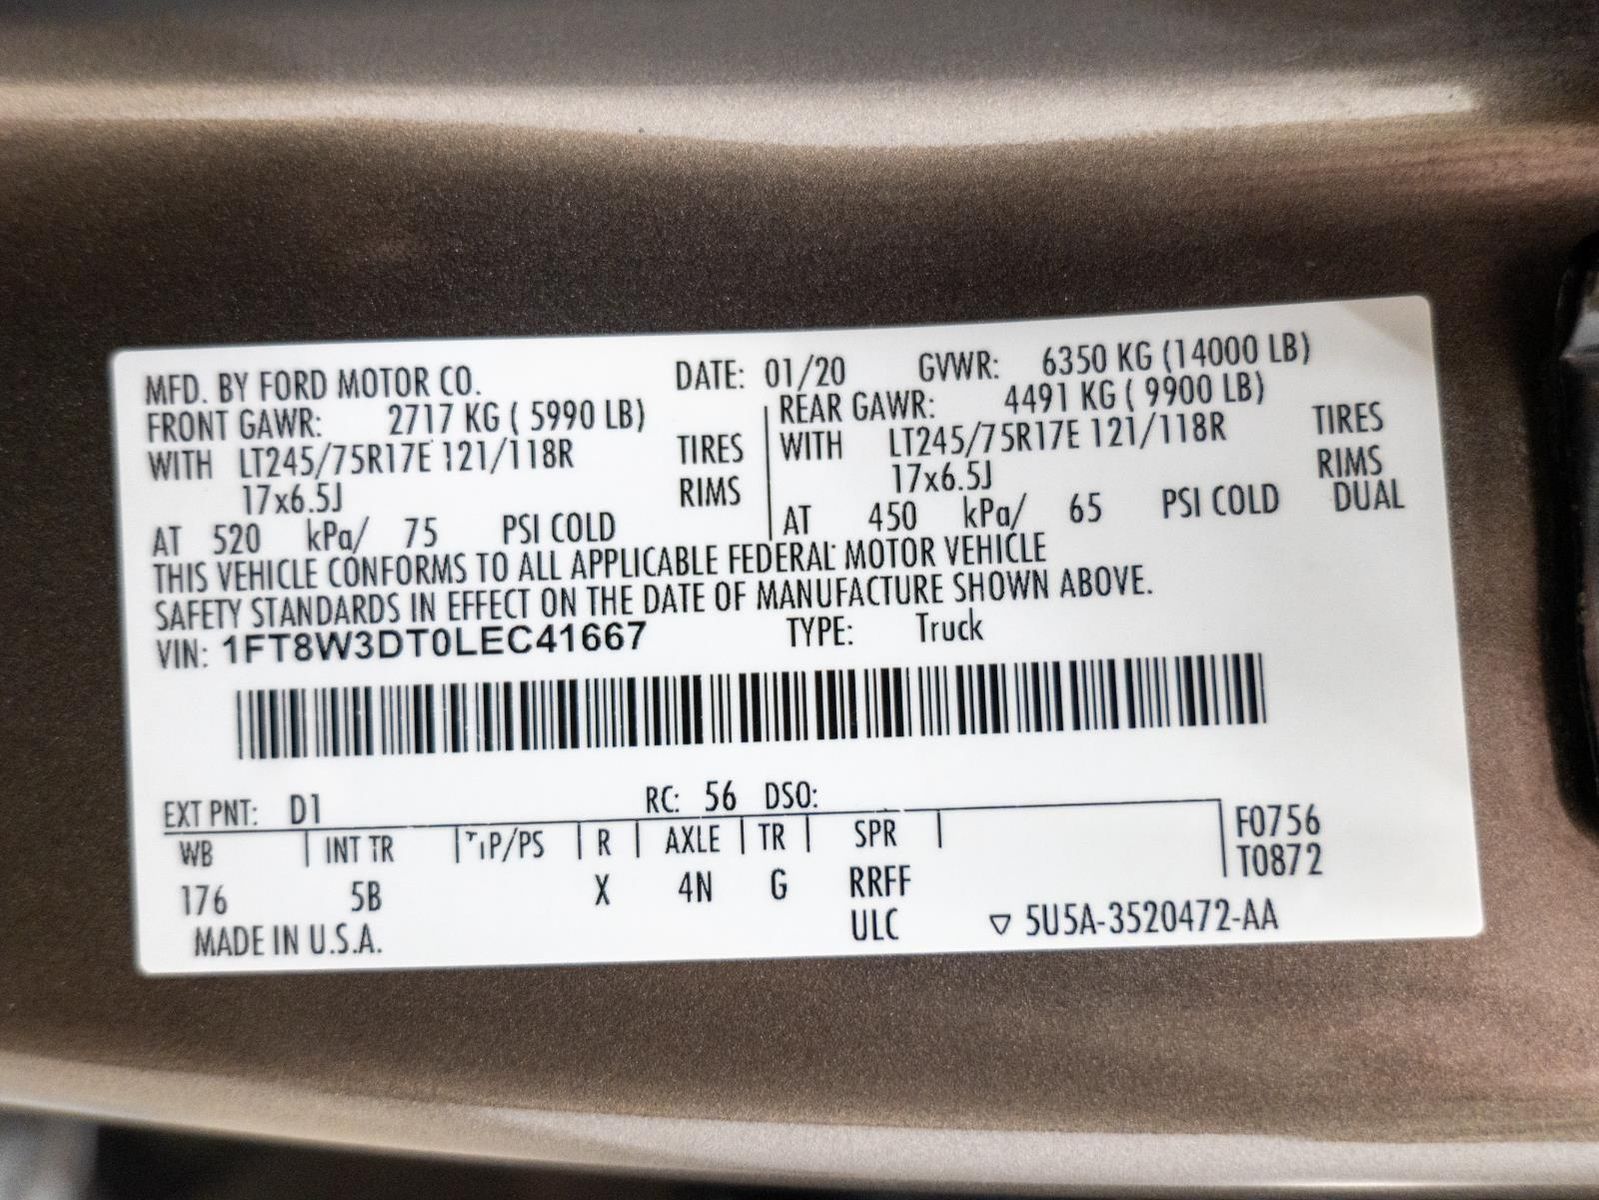 MFD. BY FORD MOTOR CO. DATE: 01/20 GVWR: 6350 KG (14000 LB)
FRONT GAWR: 2717 KG ( 5990 LB) REAR GAWR: 4491 KG ( 9900 LB)
WITH LT245/75R17E 121/118R TIRES WITH LT245/75R17E 121/118R TIRES
17x6.5J RIMS 17x6.5J RIMS
AT 520 kPa/ 75 PSI COLD AT 450 kPa/ 65 PSI COLD DUAL
THIS VEHICLE CONFORMS TO ALL APPLICABLE FEDERAL MOTOR VEHICLE
SAFETY STANDARDS IN EFFECT ON THE DATE OF MANUFACTURE SHOWN ABOVE.
VIN: 1FT8W3DT0LEC41667 TYPE: Truck
EXT PNT: D1 RC: 56 DSO:
WB INT TR TP/PS R AXLE TR SPR F0756
T0872
176 5B X 4N G RRFF
MADE IN U.S.A. ULC ▽ 5U5A-3520472-AA